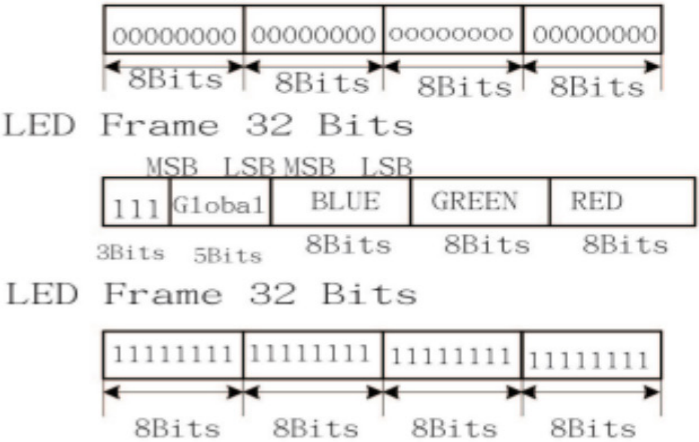 00000000 00000000 00000000 00000000
8Bits 8Bits 8Bits 8Bits
LED Frame 32 Bits
MSB LSB MSB LSB
111 Global BLUE GREEN RED
3Bits 5Bits 8Bits 8Bits 8Bits
LED Frame 32 Bits
11111111 11111111 11111111 11111111
8Bits 8Bits 8Bits 8Bits